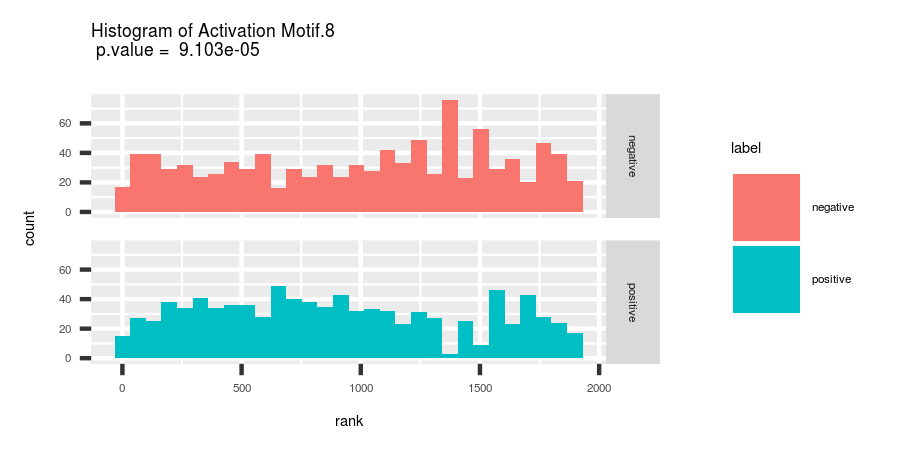 Histogram of Activation Motif.8
p.value = 9.103e-05
count
60
40
20
0
negative
60
40
20
0
positive
0 500 1000 1500 2000
rank
label
negative
positive